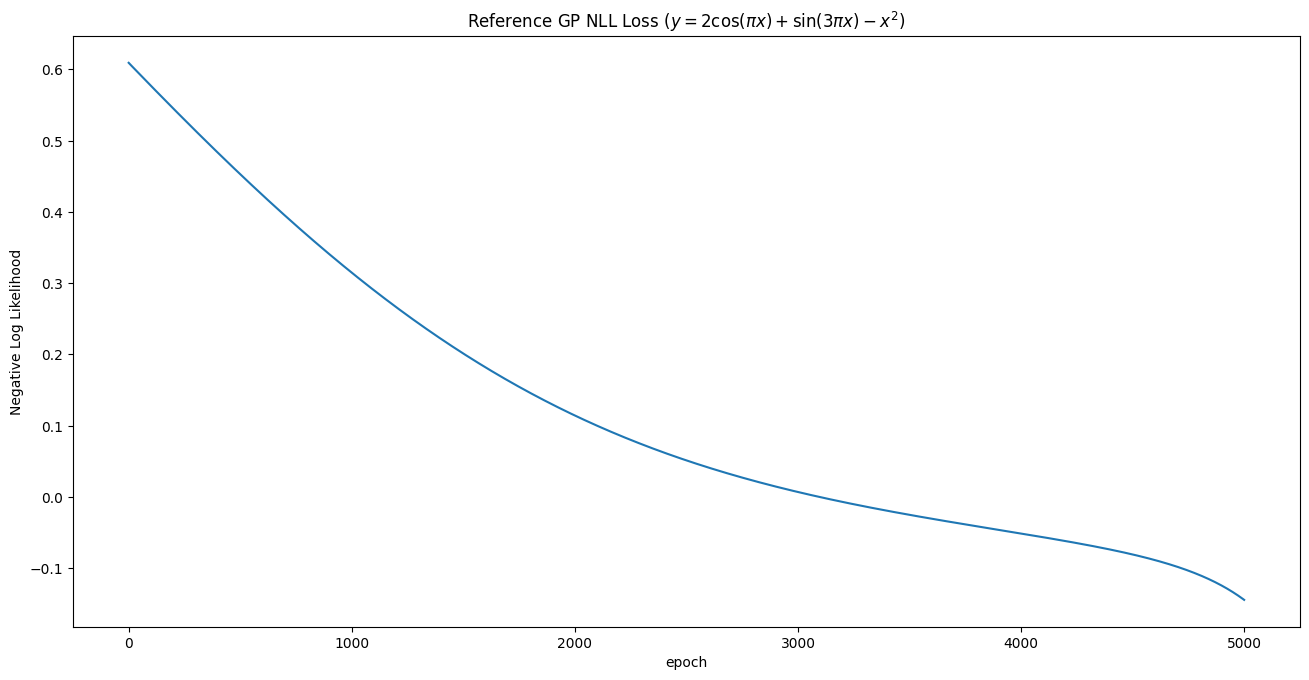 Reference GP NLL Loss (y = 2cos(πx) + sin(3πx) − x²)
Negative Log Likelihood
0.6
0.5
0.4
0.3
0.2
0.1
0.0
−0.1
0 1000 2000 3000 4000 5000
epoch